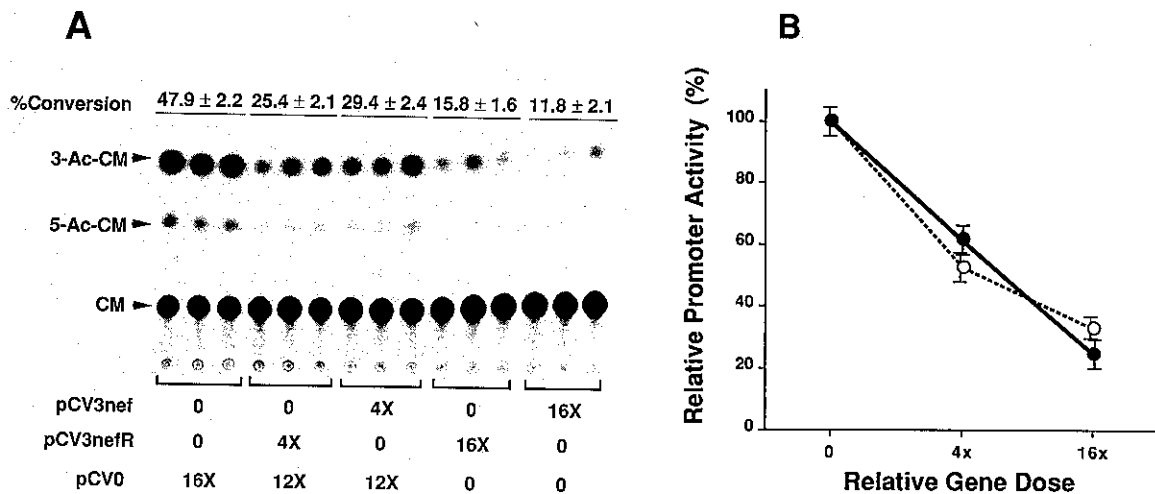 A
%Conversion 47.9 ± 2.2 25.4 ± 2.1 29.4 ± 2.4 15.8 ± 1.6 11.8 ± 2.1
3-Ac-CM
5-Ac-CM
CM
pCV3nef 0 0 4X 0 16X
pCV3nefR 0 4X 0 16X 0
pCV0 16X 12X 12X 0 0
B
Relative Promoter Activity (%)
100
80
60
40
20
0
0 4x 16x
Relative Gene Dose